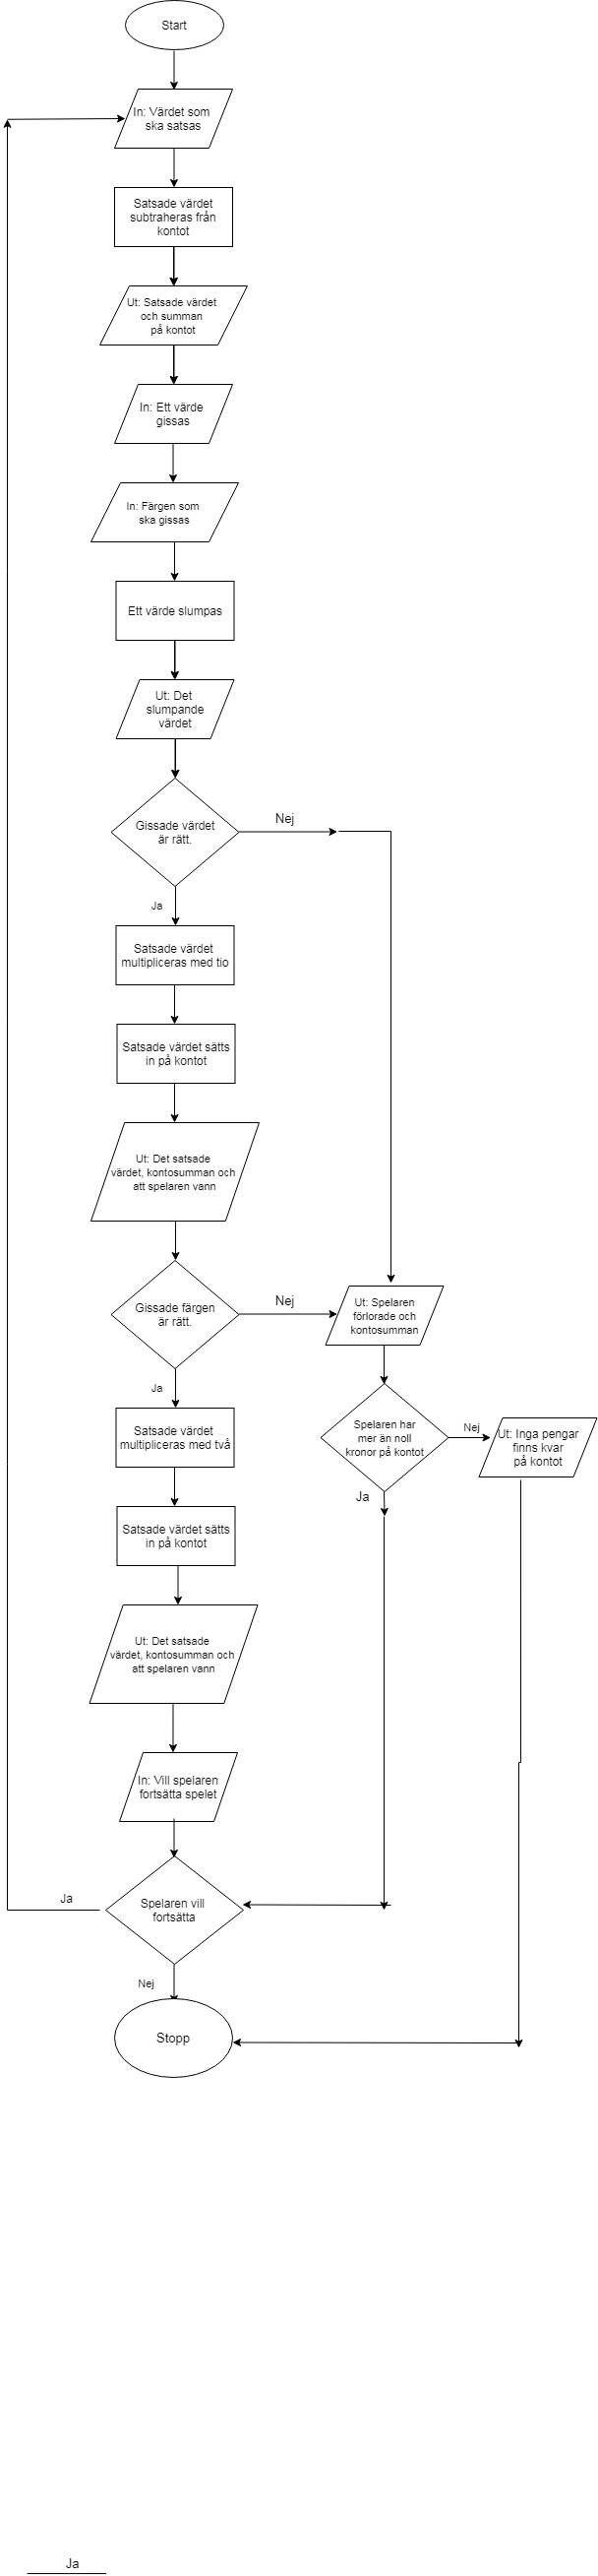 Start
In: Värdet som
ska satsas
Satsade värdet
subtraheras från
kontot
Ut: Satsade värdet
och summan
på kontot
In: Ett värde
gissas
In: Färgen som
ska gissas
Ett värde slumpas
Ut: Det
slumpande
värdet
Gissade värdet
är rätt.
Nej
Ja
Satsade värdet
multipliceras med tio
Satsade värdet sätts
in på kontot
Ut: Det satsade
värdet, kontosumman och
att spelaren vann
Gissade färgen
är rätt.
Nej
Ut: Spelaren
förlorade och
kontosumman
Ja
Spelaren har
mer än noll
kronor på kontot
Nej
Ut: Inga pengar
finns kvar
på kontot
Ja
Satsade värdet
multipliceras med två
Satsade värdet sätts
in på kontot
Ut: Det satsade
värdet, kontosumman och
att spelaren vann
In: Vill spelaren
fortsätta spelet
Ja
Spelaren vill
fortsätta
Nej
Stopp
Ja